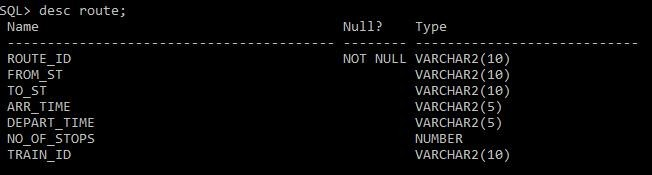 SQL> desc route;
 Name                                      Null?    Type
 ----------------------------------------- -------- ----------------------------
 ROUTE_ID                                  NOT NULL VARCHAR2(10)
 FROM_ST                                            VARCHAR2(10)
 TO_ST                                              VARCHAR2(10)
 ARR_TIME                                           VARCHAR2(5)
 DEPART_TIME                                        VARCHAR2(5)
 NO_OF_STOPS                                        NUMBER
 TRAIN_ID                                           VARCHAR2(10)